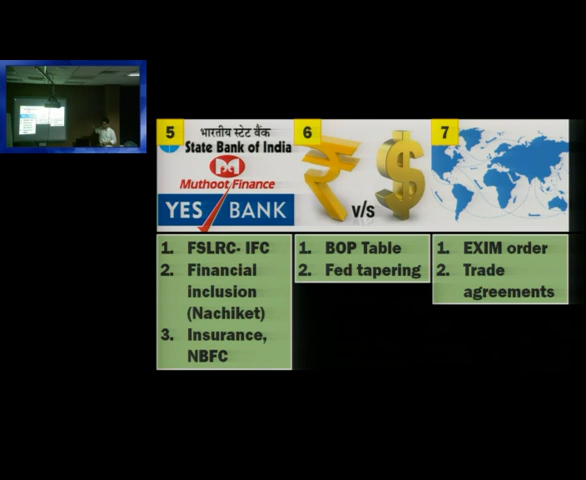 5
भारतीय स्टेट बैंक
State Bank of India
Muthoot Finance
YES BANK
1. FSLRC- IFC
2. Financial
inclusion
(Nachiket)
3. Insurance,
NBFC
6
v/s
1. BOP Table
2. Fed tapering
7
1. EXIM order
2. Trade
agreements